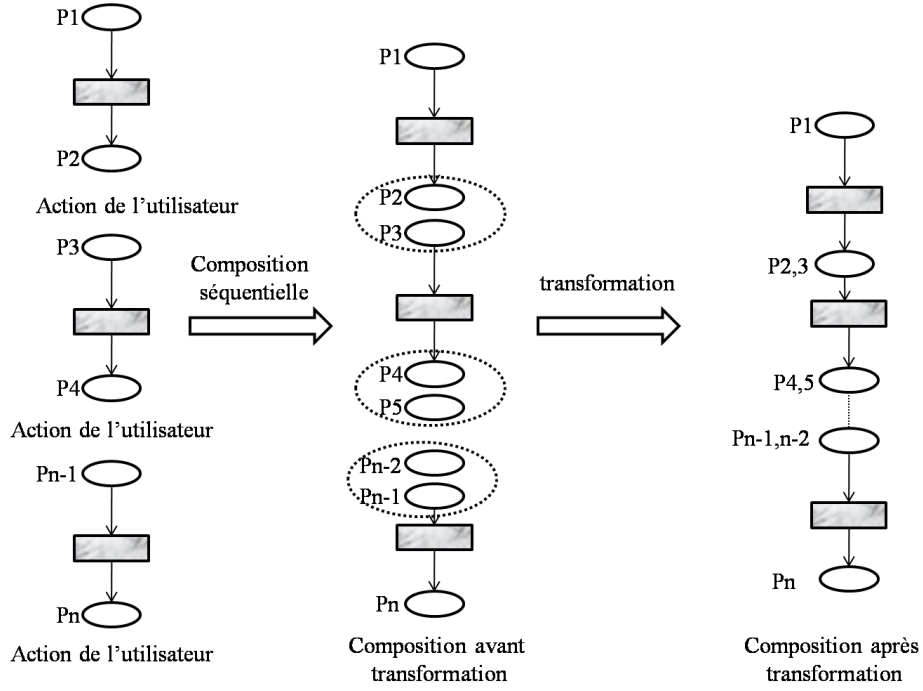 P1
P2
Action de l'utilisateur
P3
P4
Action de l'utilisateur
Pn-1
Pn
Action de l'utilisateur
Composition
séquentielle
P1
P2
P3
P4
P5
Pn-2
Pn-1
Pn
Composition avant
transformation
transformation
P1
P2,3
P4,5
Pn-1,n-2
Pn
Composition après
transformation